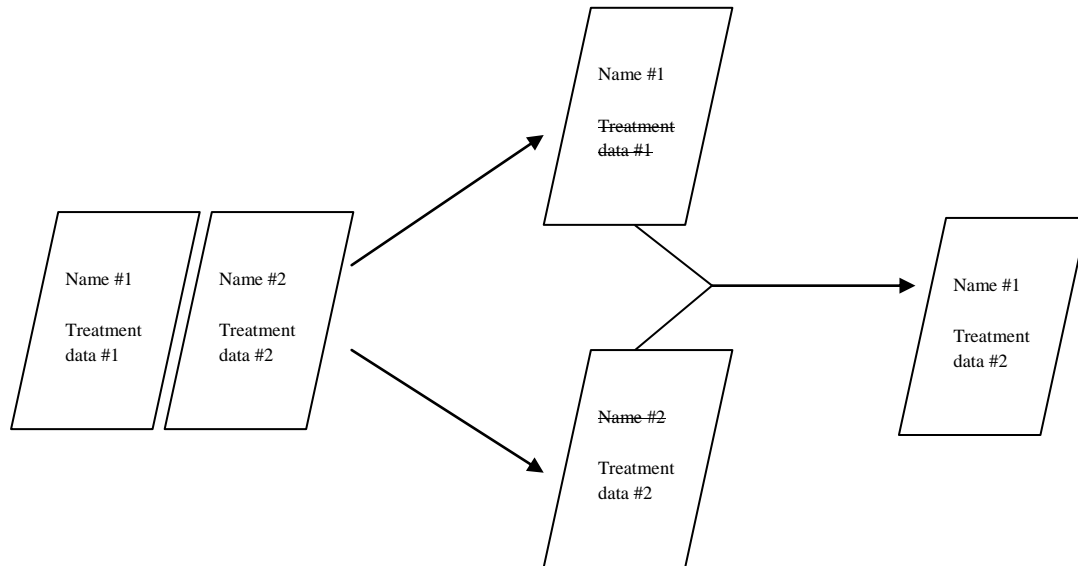 Name #1
Treatment
data #1
Name #2
Treatment
data #2
Name #1
~~Treatment~~
~~data #1~~
~~Name #2~~
Treatment
data #2
Name #1
Treatment
data #2